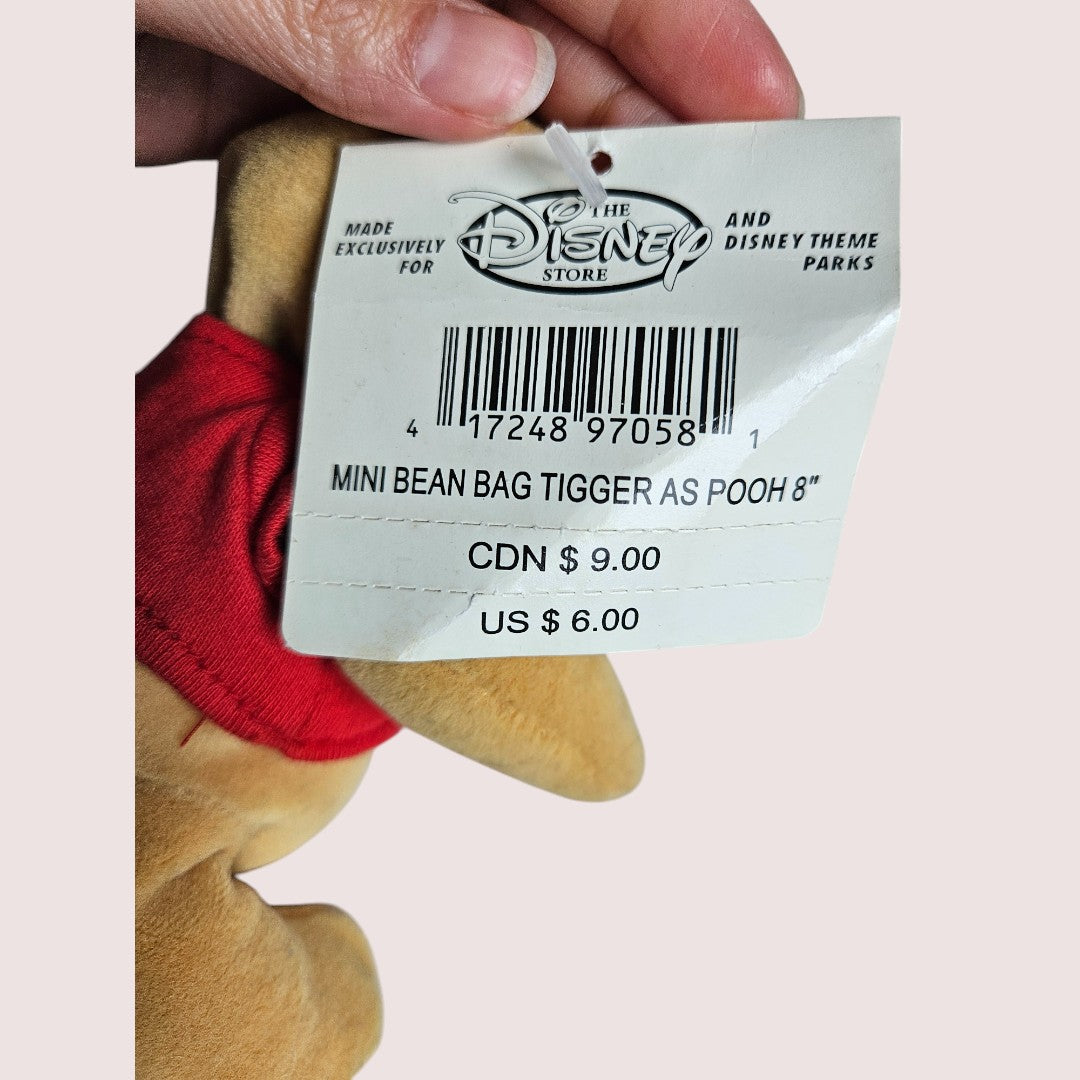 MADE
EXCLUSIVELY
FOR
THE
Disney
STORE
AND
DISNEY THEME
PARKS
4 17248 97058 1
MINI BEAN BAG TIGGER AS POOH 8"
CDN $ 9.00
US $ 6.00